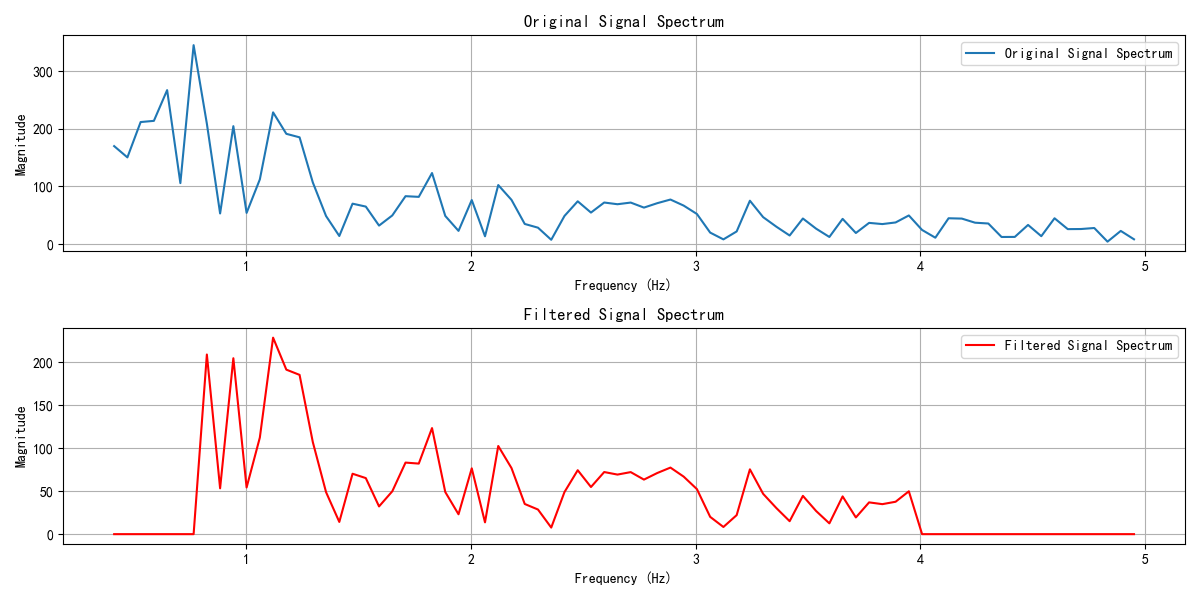 Original Signal Spectrum
Original Signal Spectrum
300
200
100
0
Magnitude
1 2 3 4 5
Frequency (Hz)
Filtered Signal Spectrum
Filtered Signal Spectrum
200
150
100
50
0
Magnitude
1 2 3 4 5
Frequency (Hz)